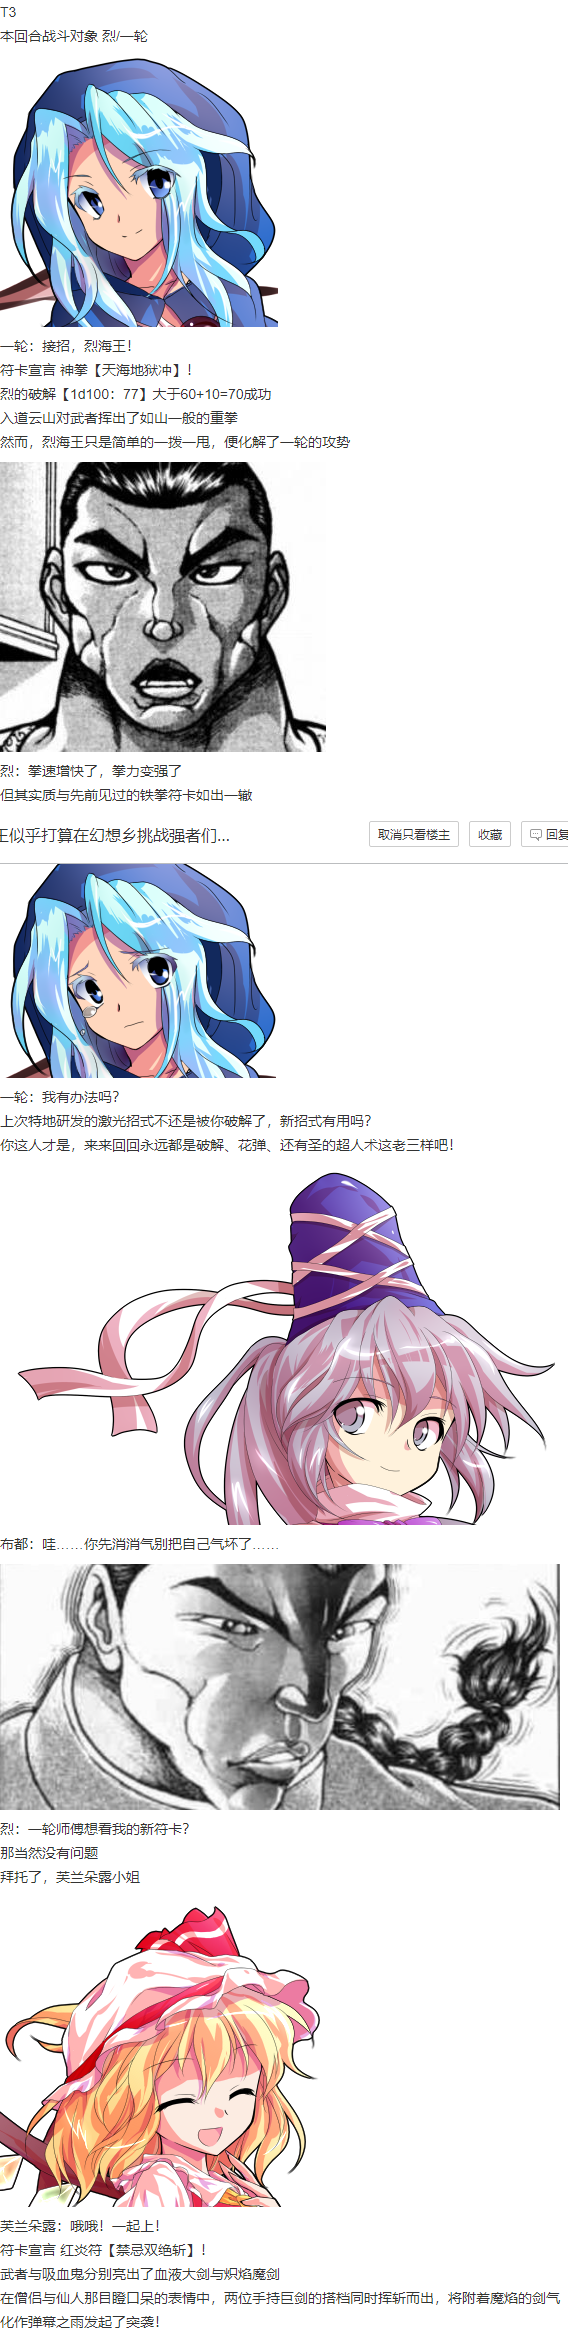 T3
本回合战斗对象 烈/一轮
一轮：接招，烈海王！
符卡宣言 神拳【天海地狱冲】！
烈的破解【1d100：77】大于60+10=70成功
入道云山对武者挥出了如山一般的重拳
然而，烈海王只是简单的一拨一甩，便化解了一轮的攻势
烈：拳速增快了，拳力变强了
但其实质与先前见过的铁拳符卡如出一辙
王似乎打算在幻想乡挑战强者们...
取消只看楼主
收藏
回复
一轮：我有办法吗？
上次特地研发的激光招式不还是被你破解了，新招式有用吗？
你这人才是，来来回回永远都是破解、花弹、还有圣的超人术这老三样吧！
布都：哇……你先消消气别把自己气坏了……
烈：一轮师傅想看我的新符卡？
那当然没有问题
拜托了，芙兰朵露小姐
芙兰朵露：哦哦！一起上！
符卡宣言 红炎符【禁忌双绝斩】！
武者与吸血鬼分别亮出了血液大剑与炽焰魔剑
在僧侣与仙人那目瞪口呆的表情中，两位手持巨剑的搭档同时挥斩而出，将附着魔焰的剑气
化作弹幕之雨发起了突袭！